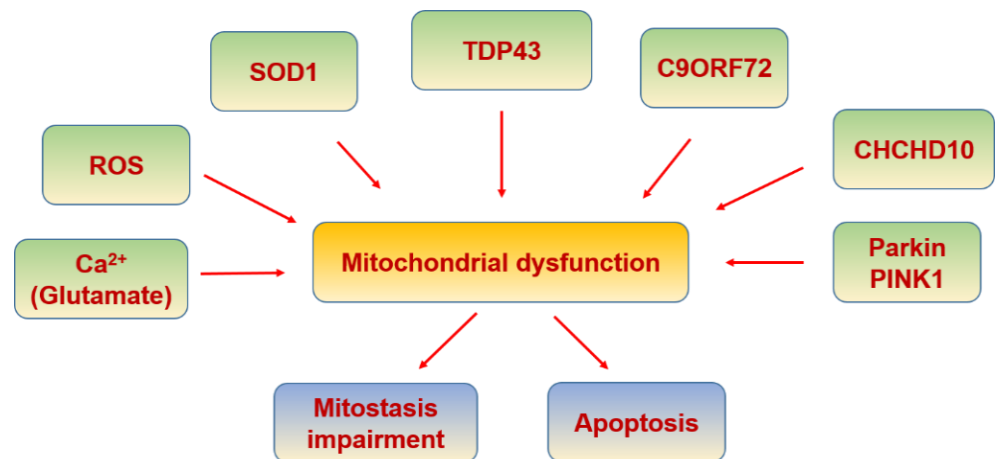 TDP43
SOD1
C9ORF72
CHCHD10
ROS
Ca²⁺
(Glutamate)
Mitochondrial dysfunction
Parkin
PINK1
Mitostasis
impairment
Apoptosis